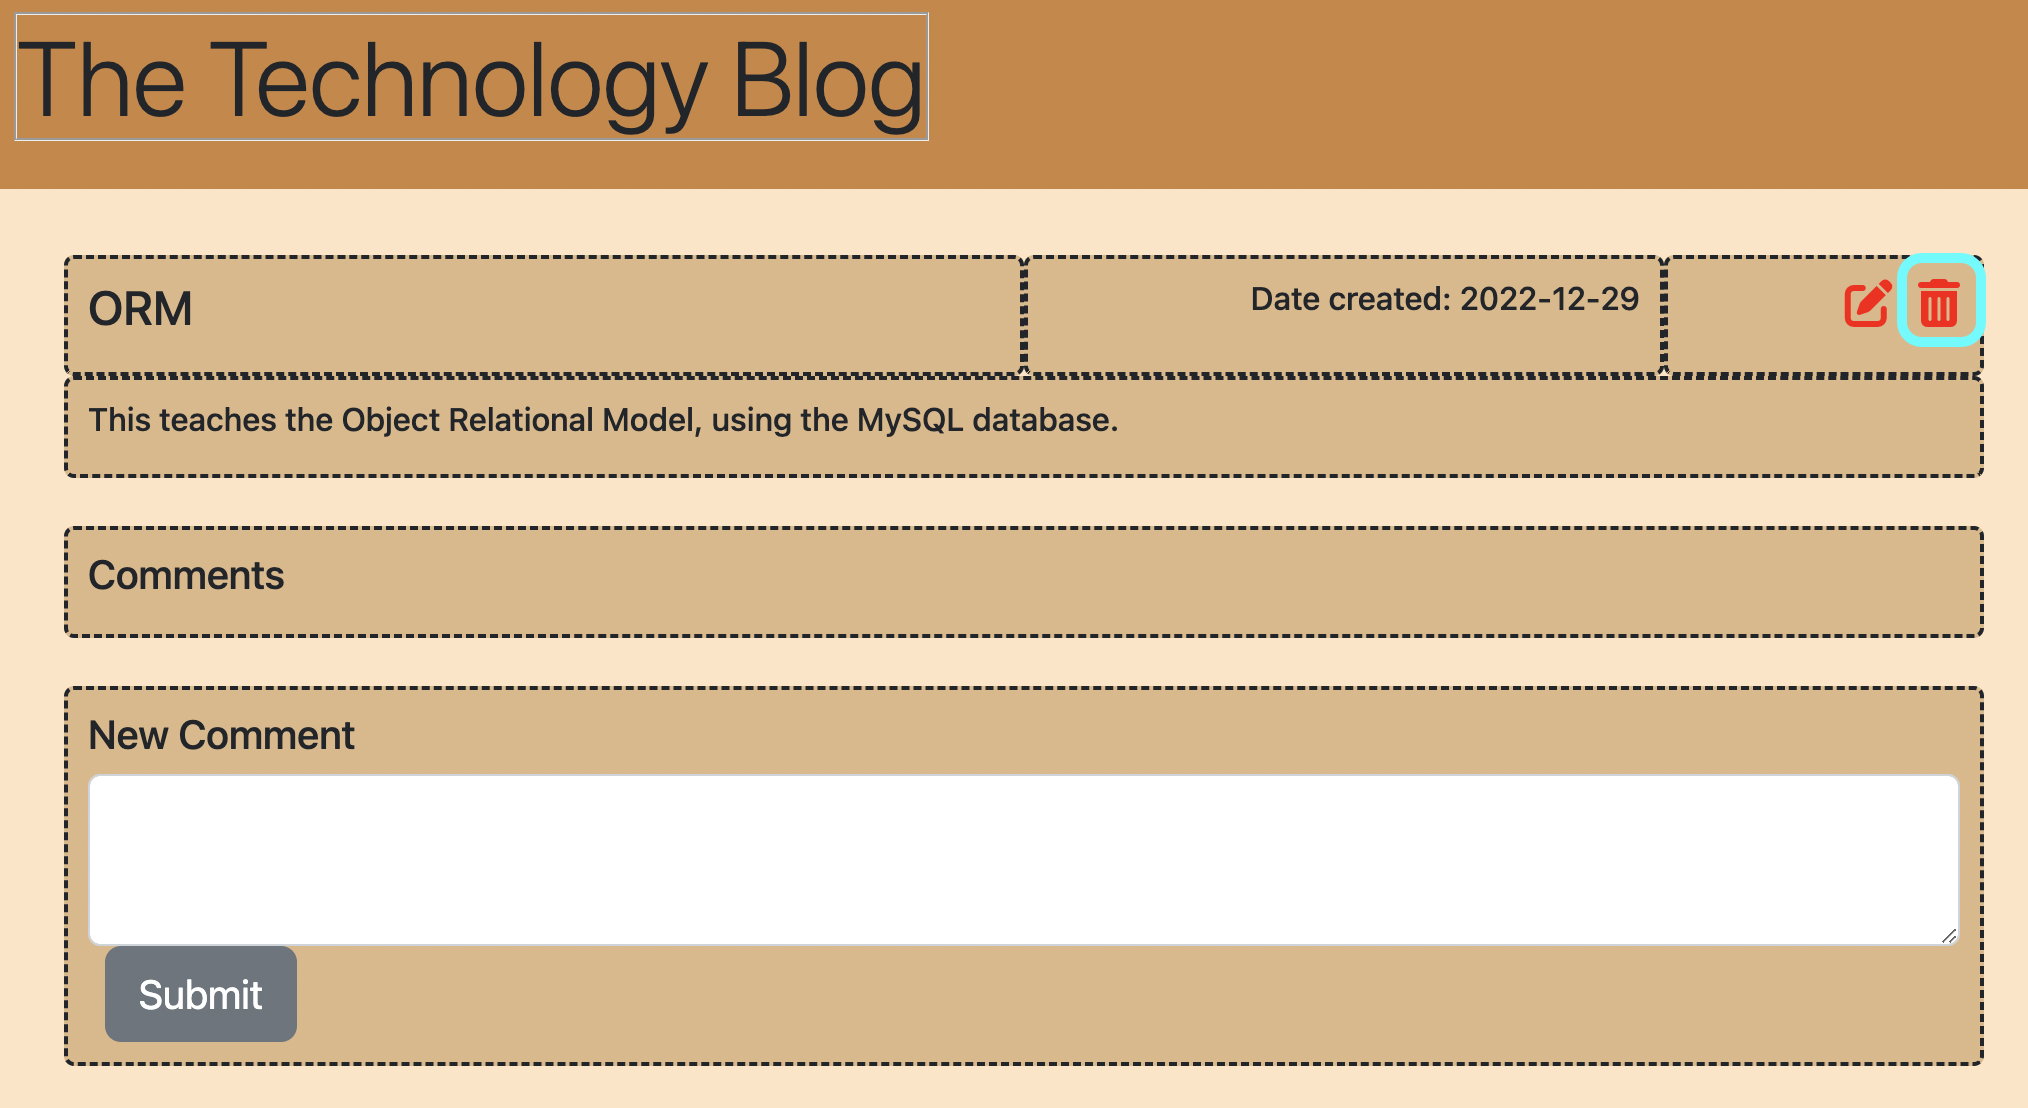 The Technology Blog
ORM
Date created: 2022-12-29
This teaches the Object Relational Model, using the MySQL database.
Comments
New Comment
Submit